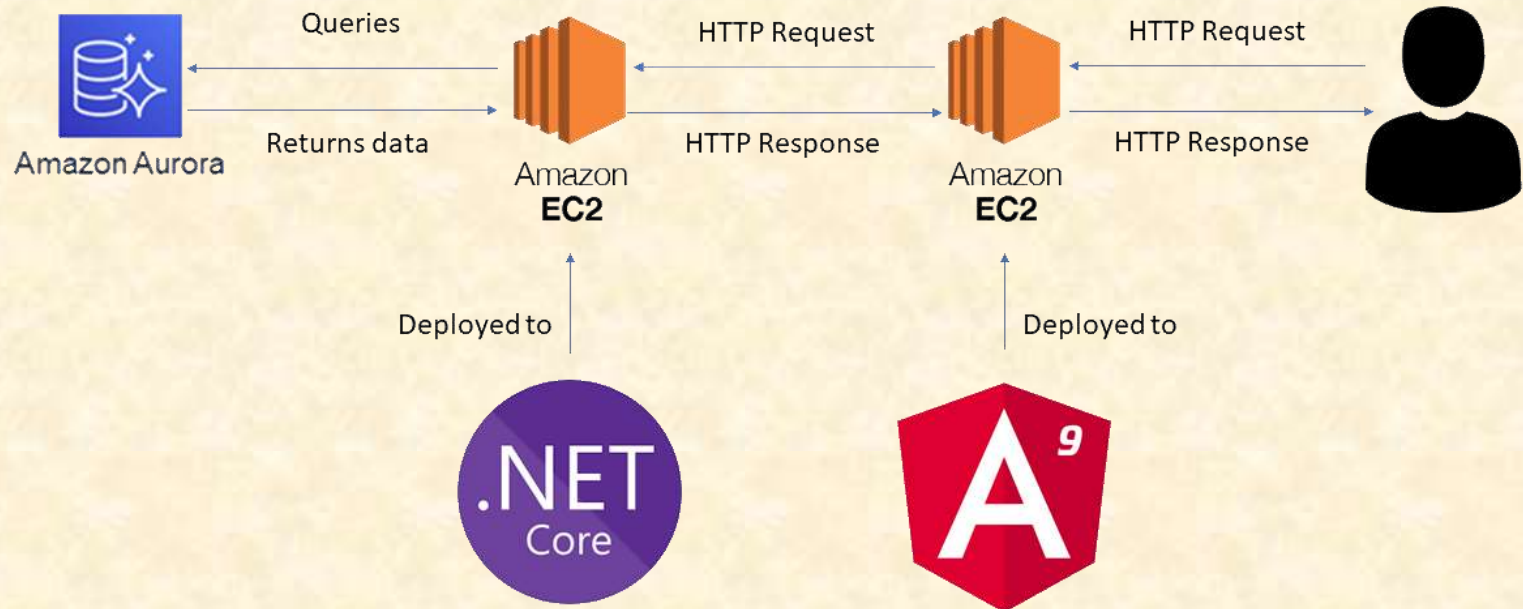 Queries
HTTP Request
HTTP Request
Returns data
HTTP Response
HTTP Response
Amazon Aurora
Amazon
EC2
Amazon
EC2
Deployed to
Deployed to
.NET
Core
A 9